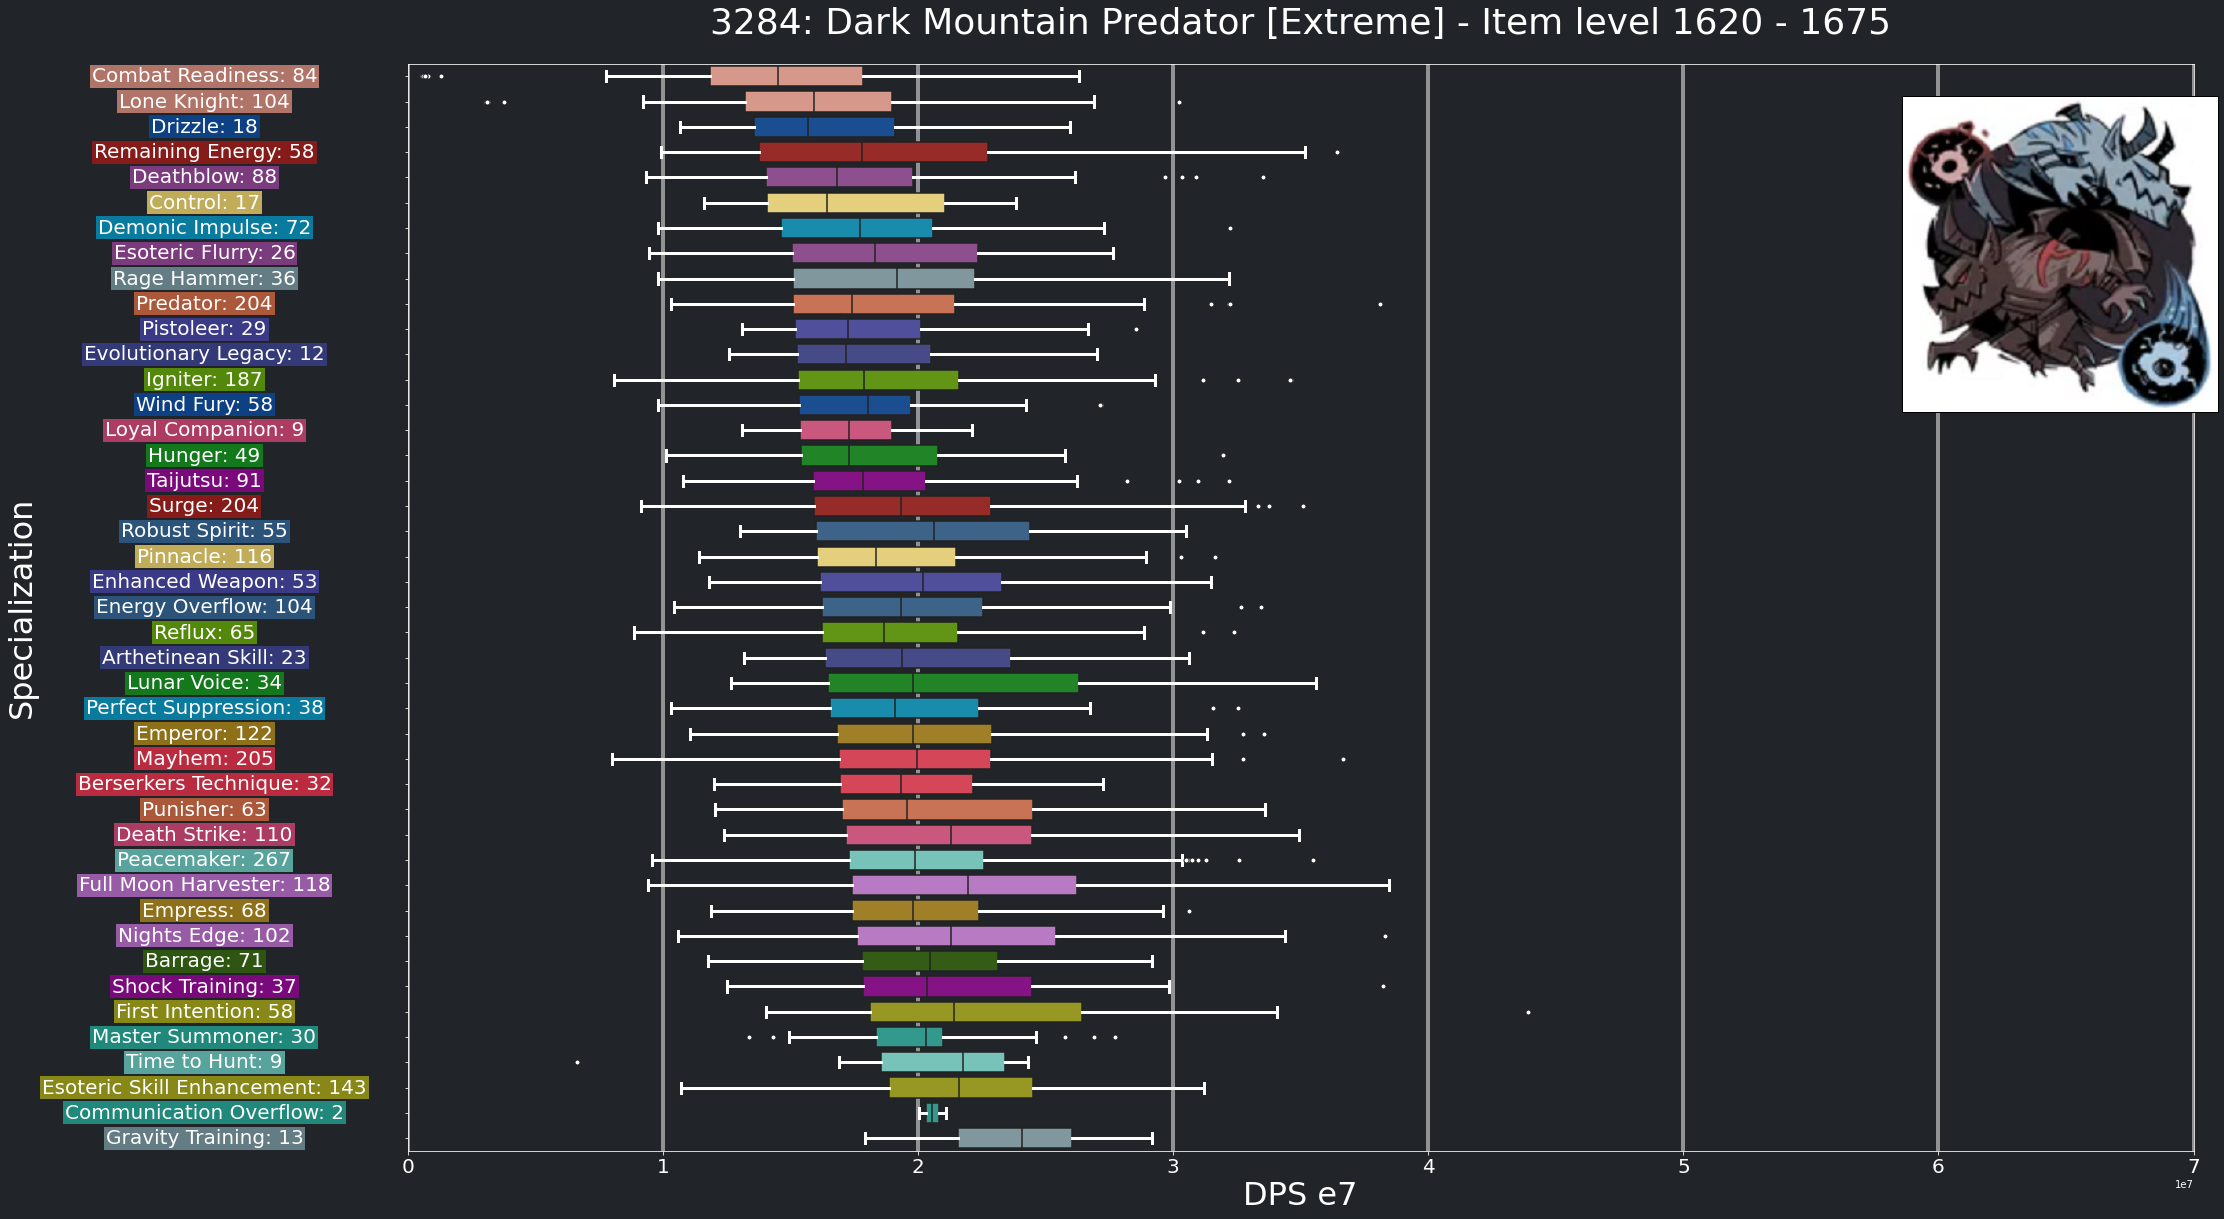 3284: Dark Mountain Predator [Extreme] - Item level 1620 - 1675
Specialization
Combat Readiness: 84
Lone Knight: 104
Drizzle: 18
Remaining Energy: 58
Deathblow: 88
Control: 17
Demonic Impulse: 72
Esoteric Flurry: 26
Rage Hammer: 36
Predator: 204
Pistoleer: 29
Evolutionary Legacy: 12
Igniter: 187
Wind Fury: 58
Loyal Companion: 9
Hunger: 49
Taijutsu: 91
Surge: 204
Robust Spirit: 55
Pinnacle: 116
Enhanced Weapon: 53
Energy Overflow: 104
Reflux: 65
Arthetinean Skill: 23
Lunar Voice: 34
Perfect Suppression: 38
Emperor: 122
Mayhem: 205
Berserkers Technique: 32
Punisher: 63
Death Strike: 110
Peacemaker: 267
Full Moon Harvester: 118
Empress: 68
Nights Edge: 102
Barrage: 71
Shock Training: 37
First Intention: 58
Master Summoner: 30
Time to Hunt: 9
Esoteric Skill Enhancement: 143
Communication Overflow: 2
Gravity Training: 13
0 1 2 3 4 5 6 7
1e7
DPS e7